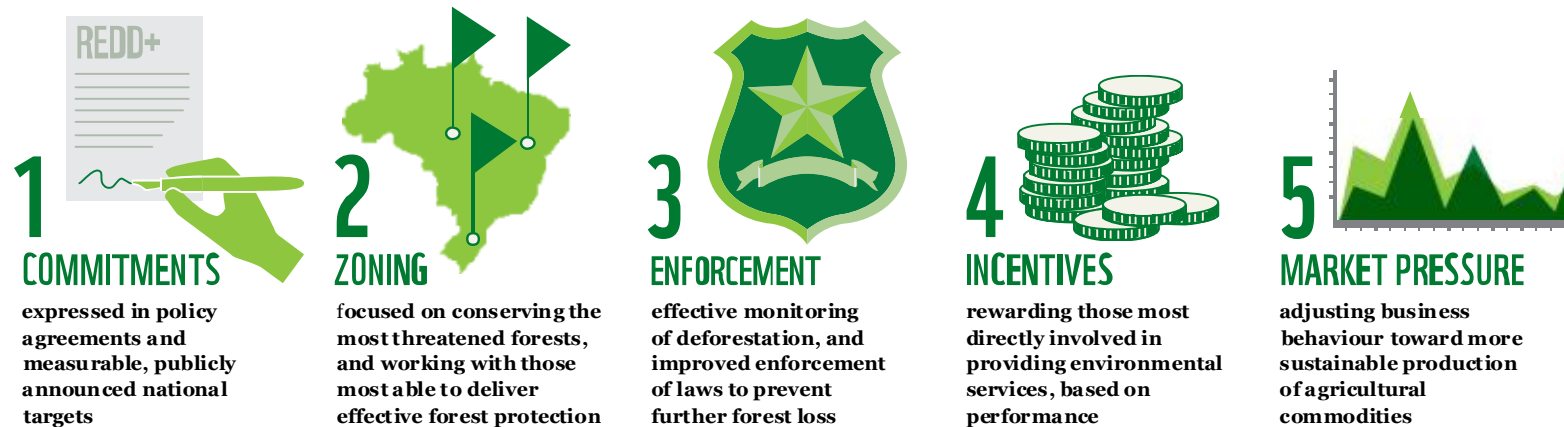 REDD+
1
COMMITMENTS
expressed in policy
agreements and
measurable, publicly
announced national
targets
2
ZONING
focused on conserving the
most threatened forests,
and working with those
most able to deliver
effective forest protection
3
ENFORCEMENT
effective monitoring
of deforestation, and
improved enforcement
of laws to prevent
further forest loss
4
INCENTIVES
rewarding those most
directly involved in
providing environmental
services, based on
performance
5
MARKET PRESSURE
adjusting business
behaviour toward more
sustainable production
of agricultural
commodities